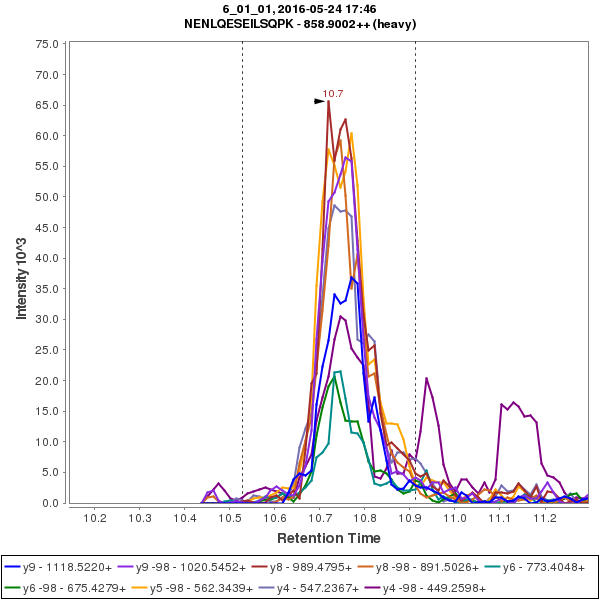 6_01_01, 2016-05-24 17:46
NENLQESEILSQPK - 858.9002++ (heavy)
75.0
70.0
65.0
60.0
55.0
50.0
45.0
40.0
35.0
30.0
25.0
20.0
15.0
10.0
5.0
0.0
Intensity 10^3
10.7
10.2 10.3 10.4 10.5 10.6 10.7 10.8 10.9 11.0 11.1 11.2
Retention Time
y9 - 1118.5220+ y9 -98 - 1020.5452+ y8 - 989.4795+ y8 -98 - 891.5026+ y6 - 773.4048+
y6 -98 - 675.4279+ y5 -98 - 562.3439+ y4 - 547.2367+ y4 -98 - 449.2598+